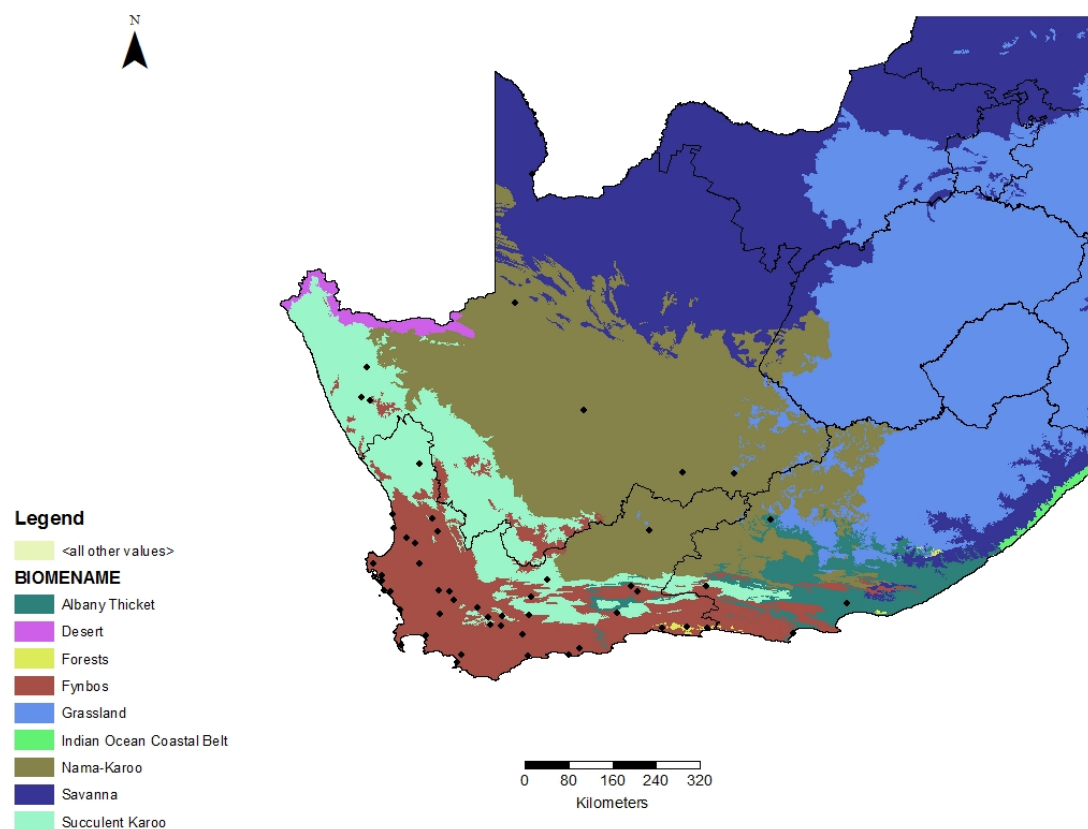 N
Legend
<all other values>
BIOMENAME
Albany Thicket
Desert
Forests
Fynbos
Grassland
Indian Ocean Coastal Belt
Nama-Karoo
Savanna
Succulent Karoo
0 80 160 240 320
Kilometers